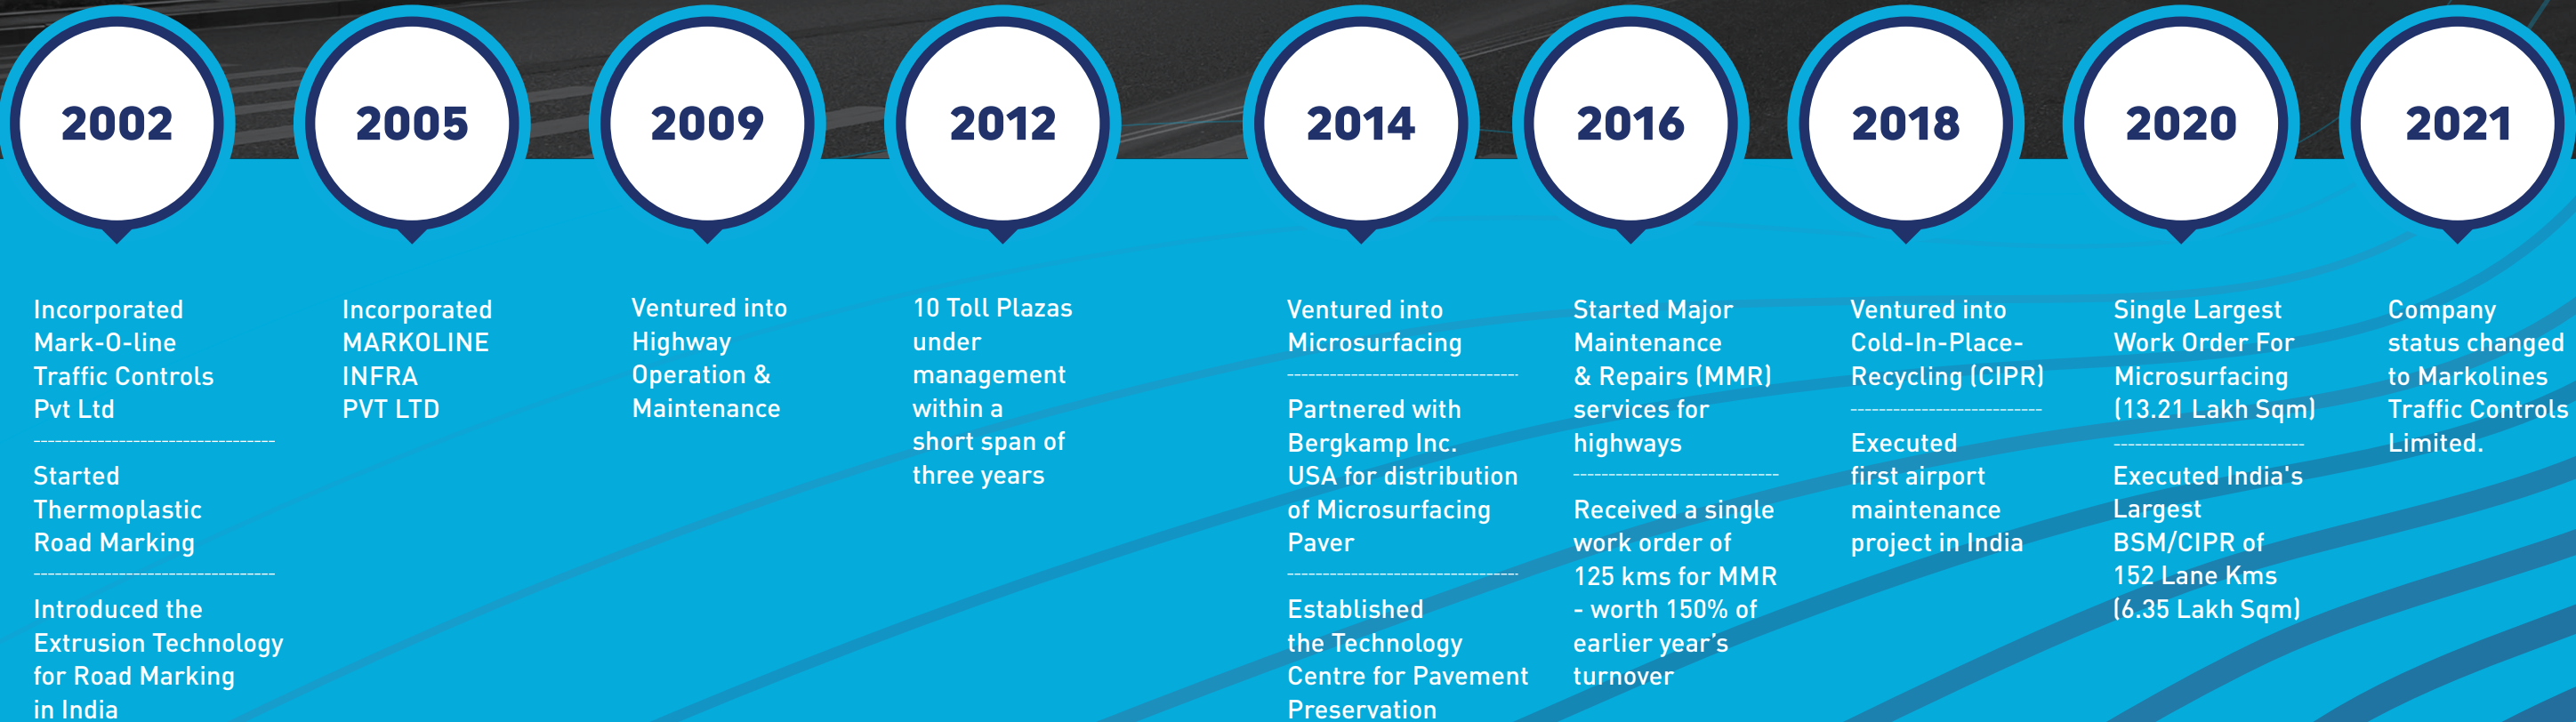 2002
Incorporated
Mark-O-line
Traffic Controls
Pvt Ltd
Started
Thermoplastic
Road Marking
Introduced the
Extrusion Technology
for Road Marking
in India
2005
Incorporated
MARKOLINE
INFRA
PVT LTD
2009
Ventured into
Highway
Operation &
Maintenance
2012
10 Toll Plazas
under
management
within a
short span of
three years
2014
Ventured into
Microsurfacing
Partnered with
Bergkamp Inc.
USA for distribution
of Microsurfacing
Paver
Established
the Technology
Centre for Pavement
Preservation
2016
Started Major
Maintenance
& Repairs (MMR)
services for
highways
Received a single
work order of
125 kms for MMR
- worth 150% of
earlier year’s
turnover
2018
Ventured into
Cold-In-Place-
Recycling (CIPR)
Executed
first airport
maintenance
project in India
2020
Single Largest
Work Order For
Microsurfacing
(13.21 Lakh Sqm)
Executed India's
Largest
BSM/CIPR of
152 Lane Kms
(6.35 Lakh Sqm)
2021
Company
status changed
to Markolines
Traffic Controls
Limited.